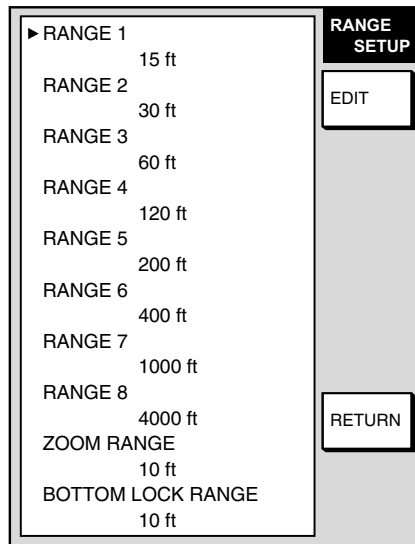 RANGE 1
15 ft
RANGE 2
30 ft
RANGE 3
60 ft
RANGE 4
120 ft
RANGE 5
200 ft
RANGE 6
400 ft
RANGE 7
1000 ft
RANGE 8
4000 ft
ZOOM RANGE
10 ft
BOTTOM LOCK RANGE
10 ft
RANGE
SETUP
EDIT
RETURN